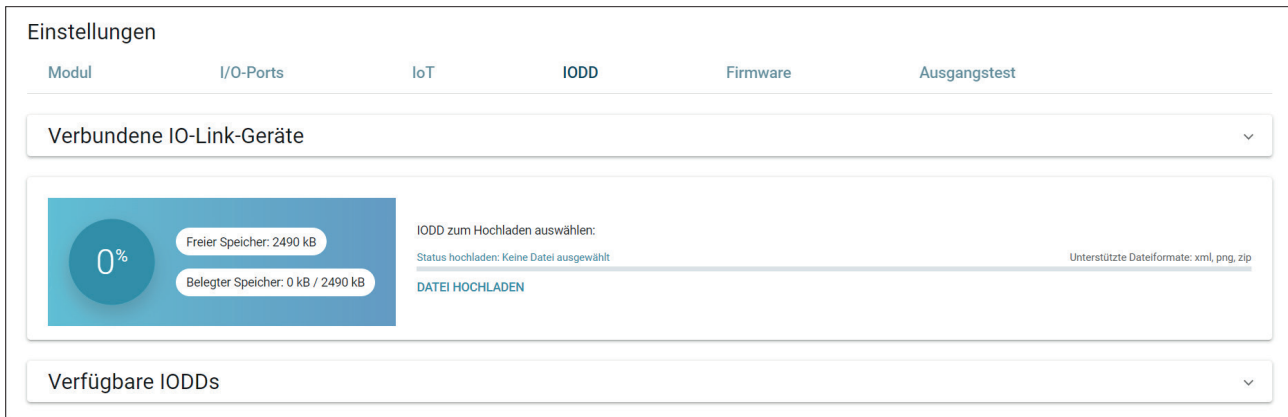 Einstellungen
Modul I/O-Ports IoT IODD Firmware Ausgangstest
Verbundene IO-Link-Geräte
0%
Freier Speicher: 2490 kB
Belegter Speicher: 0 kB / 2490 kB
IODD zum Hochladen auswählen:
Status hochladen: Keine Datei ausgewählt Unterstützte Dateiformate: xml, png, zip
DATEI HOCHLADEN
Verfügbare IODDs